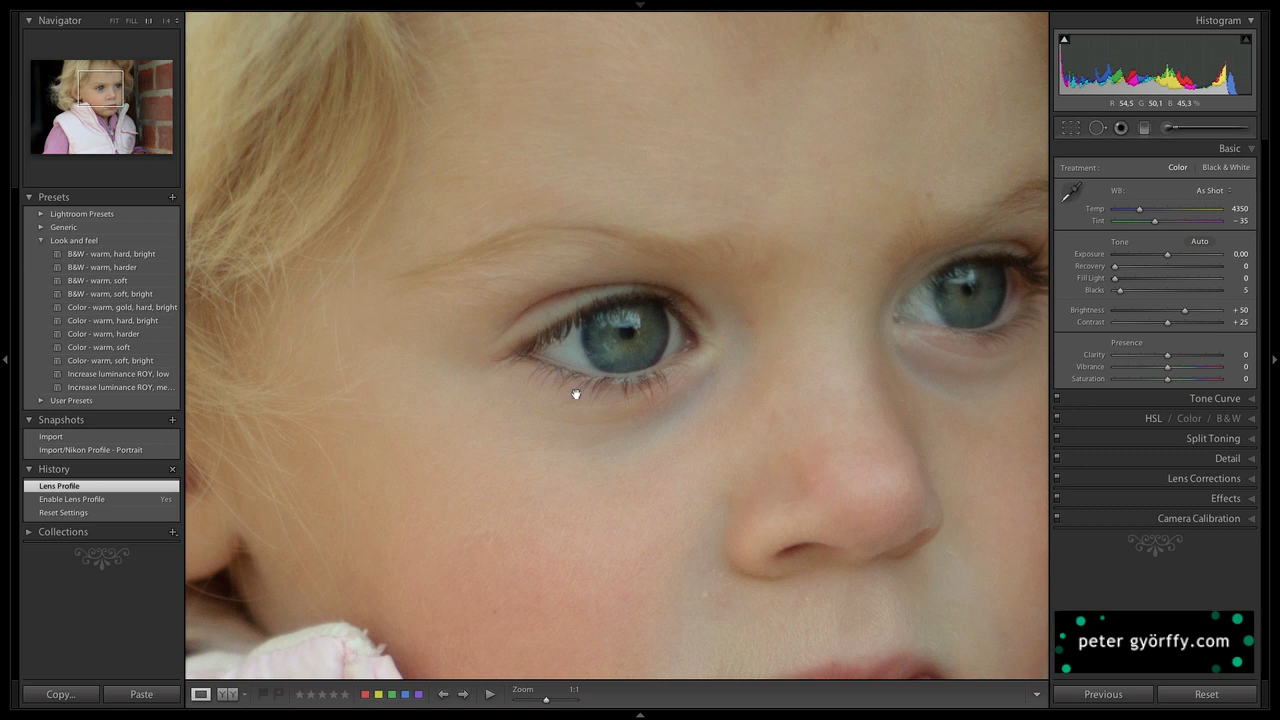 Navigator FIT FILL 1:1 1:4
Presets +
Lightroom Presets
Generic
Look and feel
B&W - warm, hard, bright
B&W - warm, harder
B&W - warm, soft
B&W - warm, soft, bright
Color - warm, gold, hard, bright
Color - warm, hard, bright
Color - warm, harder
Color - warm, soft
Color- warm, soft, bright
Increase luminance ROY, low
Increase luminance ROY, me...
User Presets
Snapshots +
Import
Import/Nikon Profile - Portrait
History ×
Lens Profile
Enable Lens Profile Yes
Reset Settings
Collections +
Copy... Paste
Zoom 1:1
Histogram
R 54,5 G 50,1 B 45,3 %
Basic
Treatment : Color Black & White
WB: As Shot
Temp 4350
Tint - 35
Tone Auto
Exposure 0,00
Recovery 0
Fill Light 0
Blacks 5
Brightness + 50
Contrast + 25
Presence
Clarity 0
Vibrance 0
Saturation 0
Tone Curve
HSL / Color / B & W
Split Toning
Detail
Lens Corrections
Effects
Camera Calibration
peter györffy.com
Previous Reset